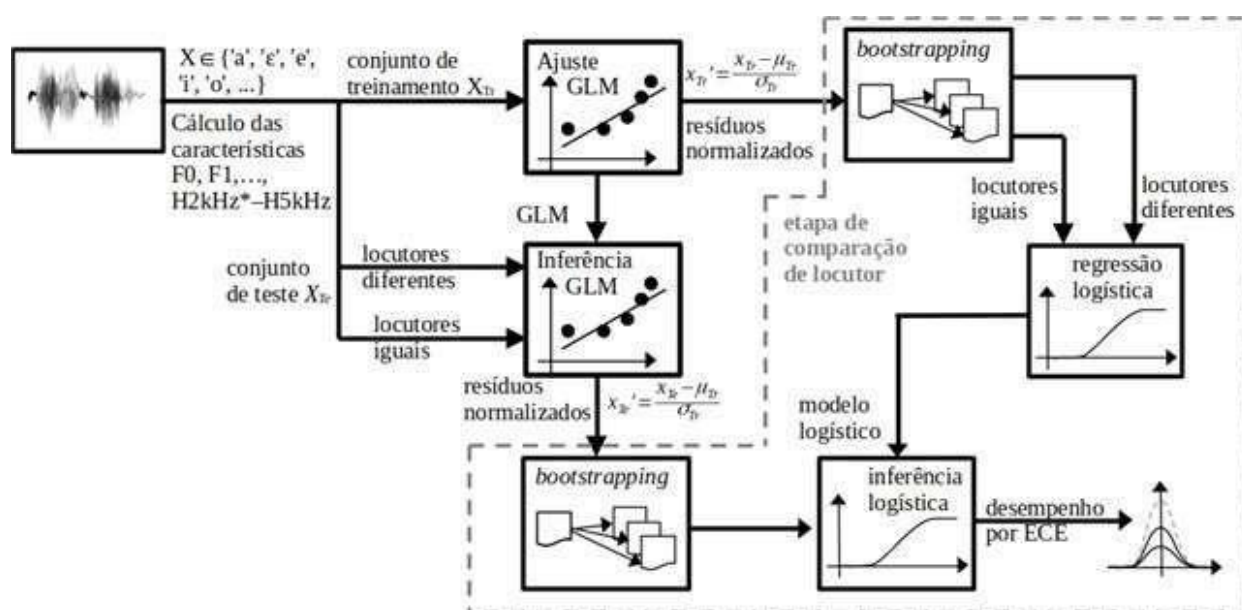 X ∈ {'a', 'ε', 'e',
'i', 'o', ...}
Cálculo das
característícas
F0, F1,…,
H2kHz*–H5kHz
conjunto de
treinamento X_Tr
Ajuste
GLM
x_Tr' = (x_Tr − μ_Tr) / σ_Tr
resíduos
normalizados
bootstrapping
locutores
iguais
locutores
diferentes
GLM
etapa de
comparação
de locutor
conjunto
de teste X_Te
locutores
diferentes
locutores
iguais
Inferência
GLM
regressão
logística
resíduos
normalizados
x_Te' = (x_Te − μ_Tr) / σ_Tr
modelo
logístico
bootstrapping
inferência
logística
desempenho
por ECE